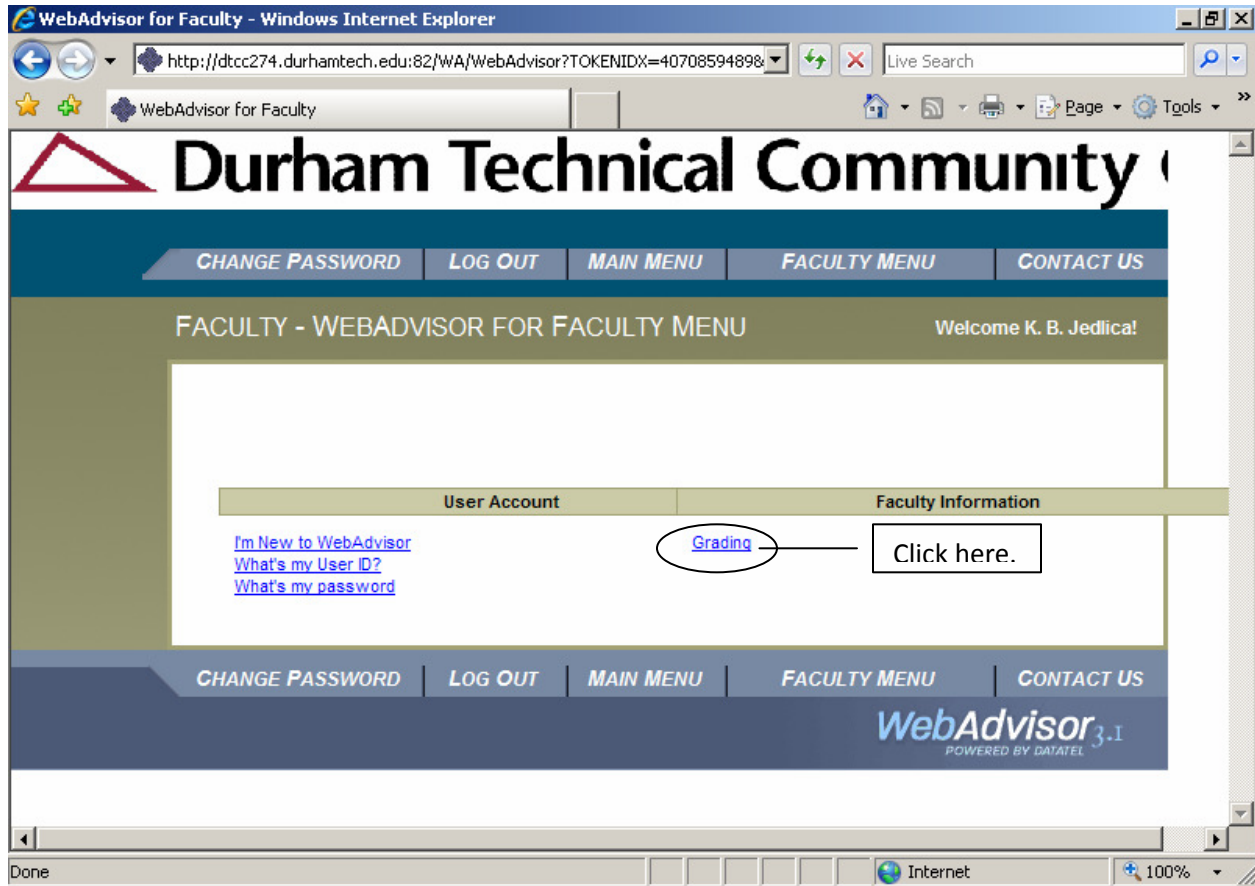 WebAdvisor for Faculty - Windows Internet Explorer
http://dtcc274.durhamtech.edu:82/WA/WebAdvisor?TOKENIDX=4070859489& Live Search
WebAdvisor for Faculty Page Tools »
Durham Technical Community
CHANGE PASSWORD LOG OUT MAIN MENU FACULTY MENU CONTACT US
FACULTY - WEBADVISOR FOR FACULTY MENU Welcome K. B. Jedlica!
User Account Faculty Information
I'm New to WebAdvisor Grading Click here.
What's my User ID?
What's my password
CHANGE PASSWORD LOG OUT MAIN MENU FACULTY MENU CONTACT US
WebAdvisor 3.1
POWERED BY DATATEL
Done Internet 100%